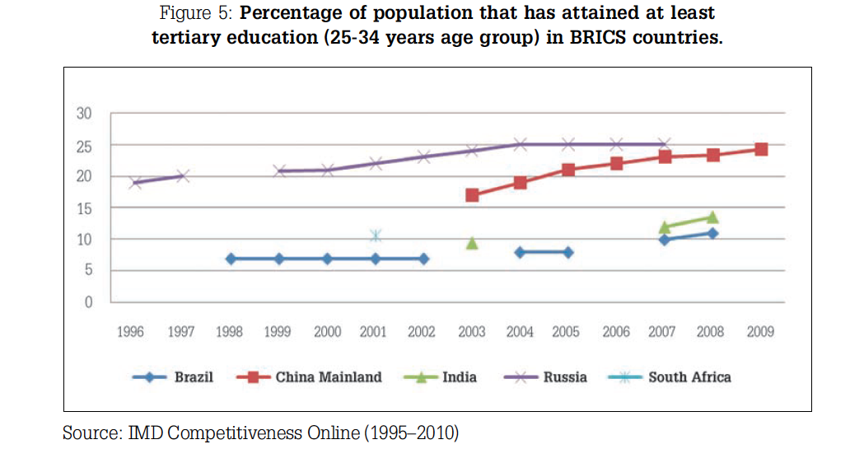 Figure 5: Percentage of population that has attained at least
tertiary education (25-34 years age group) in BRICS countries.
30
25
20
15
10
5
0
1996 1997 1998 1999 2000 2001 2002 2003 2004 2005 2006 2007 2008 2009
Brazil China Mainland India Russia South Africa
Source: IMD Competitiveness Online (1995–2010)